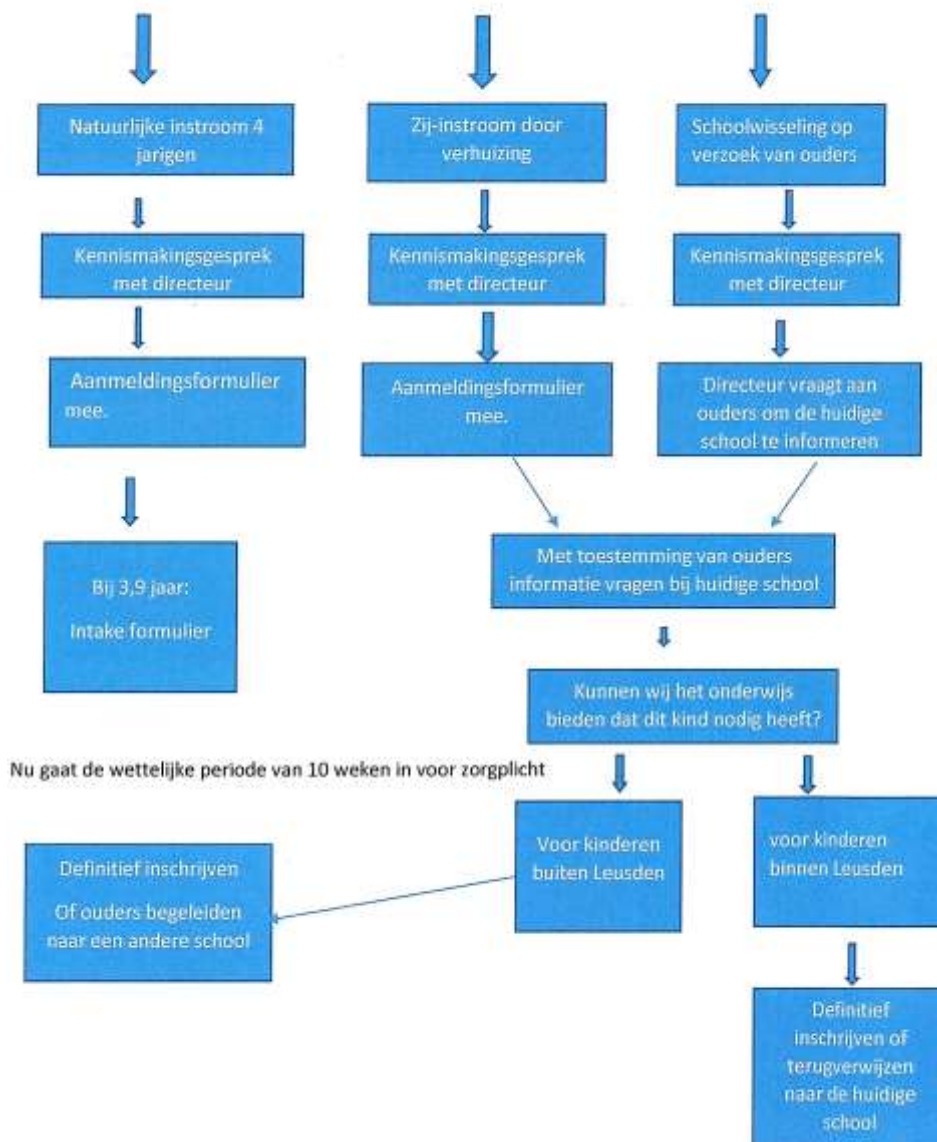 Natuurlijke instroom 4
jarigen
Zij-instroom door
verhuizing
Schoolwisseling op
verzoek van ouders
Kennismakingsgesprek
met directeur
Kennismakingsgesprek
met directeur
Kennismakingsgesprek
met directeur
Aanmeldingsformulier
mee.
Aanmeldingsformulier
mee.
Directeur vraagt aan
ouders om de huidige
school te informeren
Bij 3,9 jaar:
Intake formulier
Met toestemming van ouders
informatie vragen bij huidige school
Kunnen wij het onderwijs
bieden dat dit kind nodig heeft?
Nu gaat de wettelijke periode van 10 weken in voor zorgplicht
Voor kinderen
buiten Leusden
voor kinderen
binnen Leusden
Definitief inschrijven
Of ouders begeleiden
naar een andere school
Definitief
inschrijven of
terugverwijzen
naar de huidige
school